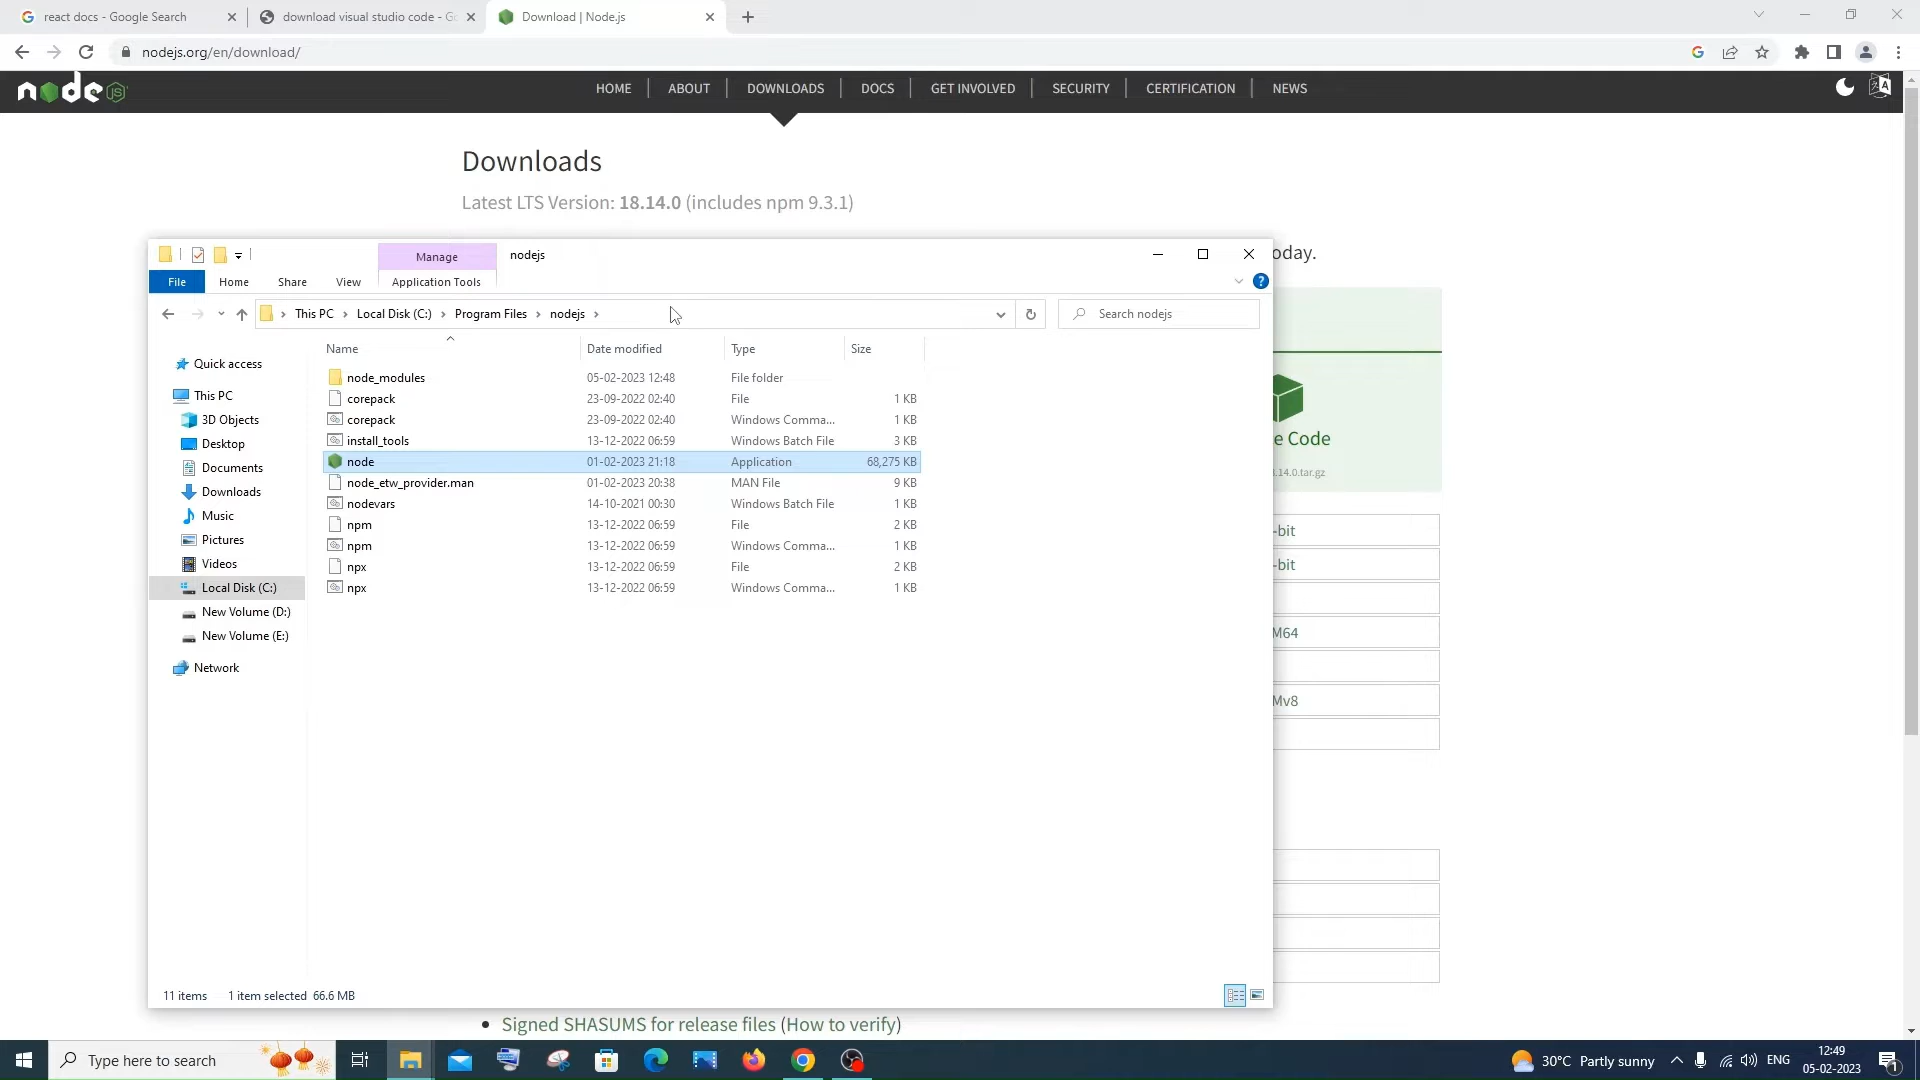 react docs - Google Search
download visual studio code - Go
Download | Node.js
nodejs.org/en/download/
node JS
HOME ABOUT DOWNLOADS DOCS GET INVOLVED SECURITY CERTIFICATION NEWS
Downloads
Latest LTS Version: 18.14.0 (includes npm 9.3.1)
oday.
Manage nodejs
File Home Share View Application Tools
This PC › Local Disk (C:) › Program Files › nodejs ›
Search nodejs
Name Date modified Type Size
node_modules 05-02-2023 12:48 File folder
corepack 23-09-2022 02:40 File 1 KB
corepack 23-09-2022 02:40 Windows Comma... 1 KB
install_tools 13-12-2022 06:59 Windows Batch File 3 KB
node 01-02-2023 21:18 Application 68,275 KB
node_etw_provider.man 01-02-2023 20:38 MAN File 9 KB
nodevars 14-10-2021 00:30 Windows Batch File 1 KB
npm 13-12-2022 06:59 File 2 KB
npm 13-12-2022 06:59 Windows Comma... 1 KB
npx 13-12-2022 06:59 File 2 KB
npx 13-12-2022 06:59 Windows Comma... 1 KB
Quick access
This PC
3D Objects
Desktop
Documents
Downloads
Music
Pictures
Videos
Local Disk (C:)
New Volume (D:)
New Volume (E:)
Network
e Code
.14.0.tar.gz
-bit
-bit
M64
Mv8
11 items 1 item selected 66.6 MB
Signed SHASUMS for release files (How to verify)
Type here to search
30°C Partly sunny
ENG
12:49
05-02-2023
1